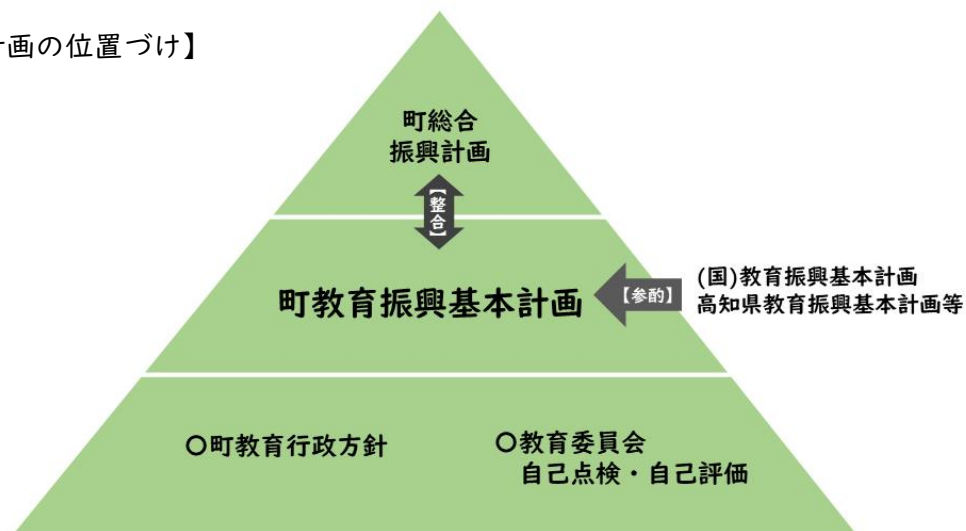 計画の位置づけ】
町総合
振興計画
【整合】
町教育振興基本計画
【参酌】
(国)教育振興基本計画
高知県教育振興基本計画等
〇町教育行政方針
〇教育委員会
自己点検・自己評価